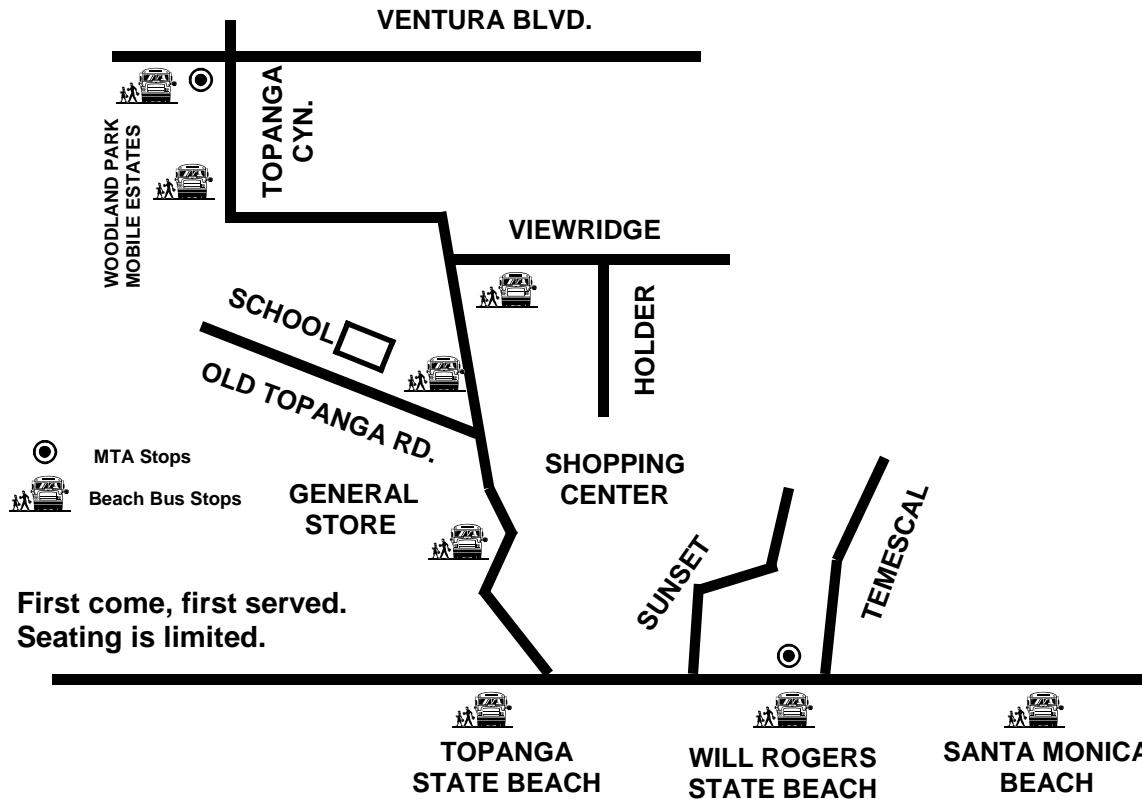 VENTURA BLVD.
TOPANGA
CYN.
WOODLAND PARK
MOBILE ESTATES
VIEWRIDGE
HOLDER
SCHOOL
OLD TOPANGA RD.
MTA Stops
Beach Bus Stops
GENERAL
STORE
SHOPPING
CENTER
SUNSET
TEMESCAL
First come, first served.
Seating is limited.
TOPANGA
STATE BEACH
WILL ROGERS
STATE BEACH
SANTA MONICA
BEACH